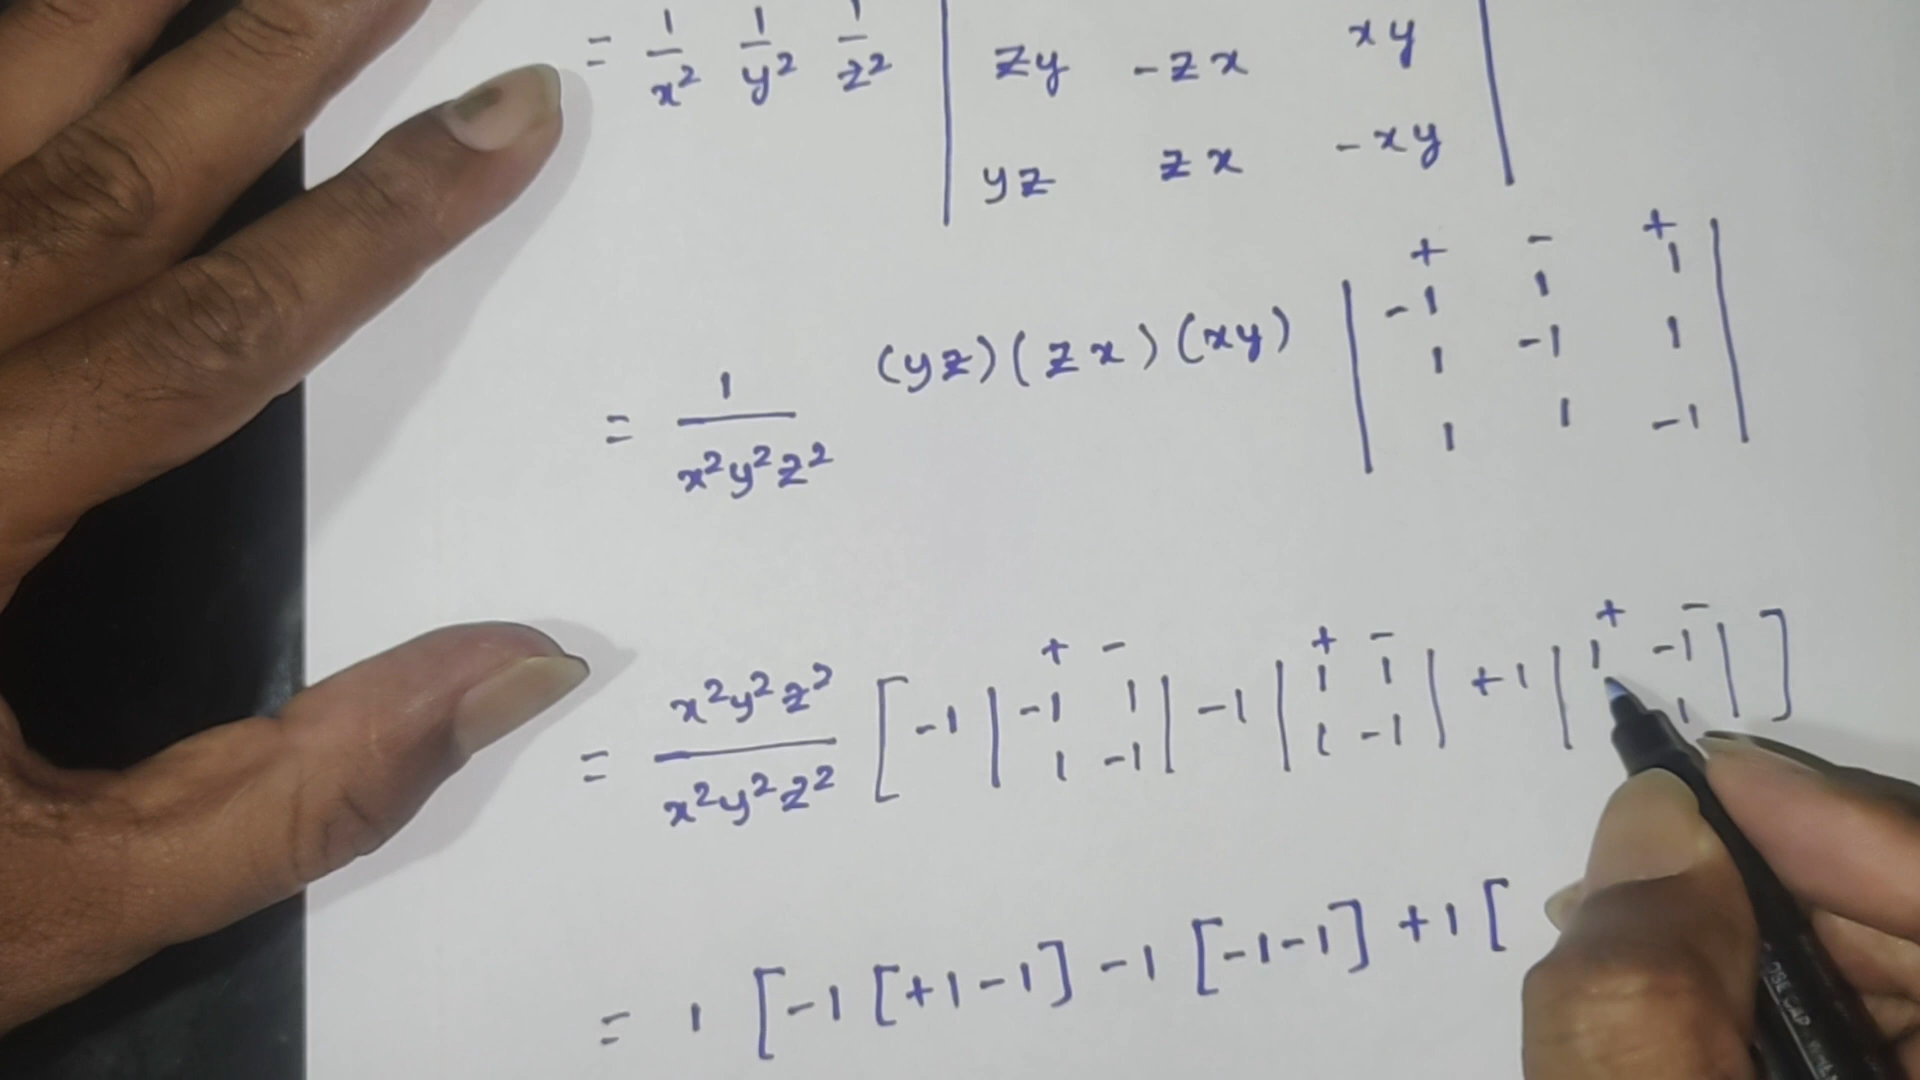 = 1/x² 1/y² 1/z² | zy -zx xy |
| yz zx -xy |
+ - +
= 1/x²y²z² (yz)(zx)(xy) | -1 1 1 |
| 1 -1 1 |
| 1 1 -1 |
+ - + - + -
= x²y²z²/x²y²z² [ -1 | -1 1 | -1 | 1 1 | +1 | 1 -1 | ]
| 1 -1 | | 1 -1 | | 1 |
= 1 [ -1 [+1-1] -1 [-1-1] +1 [